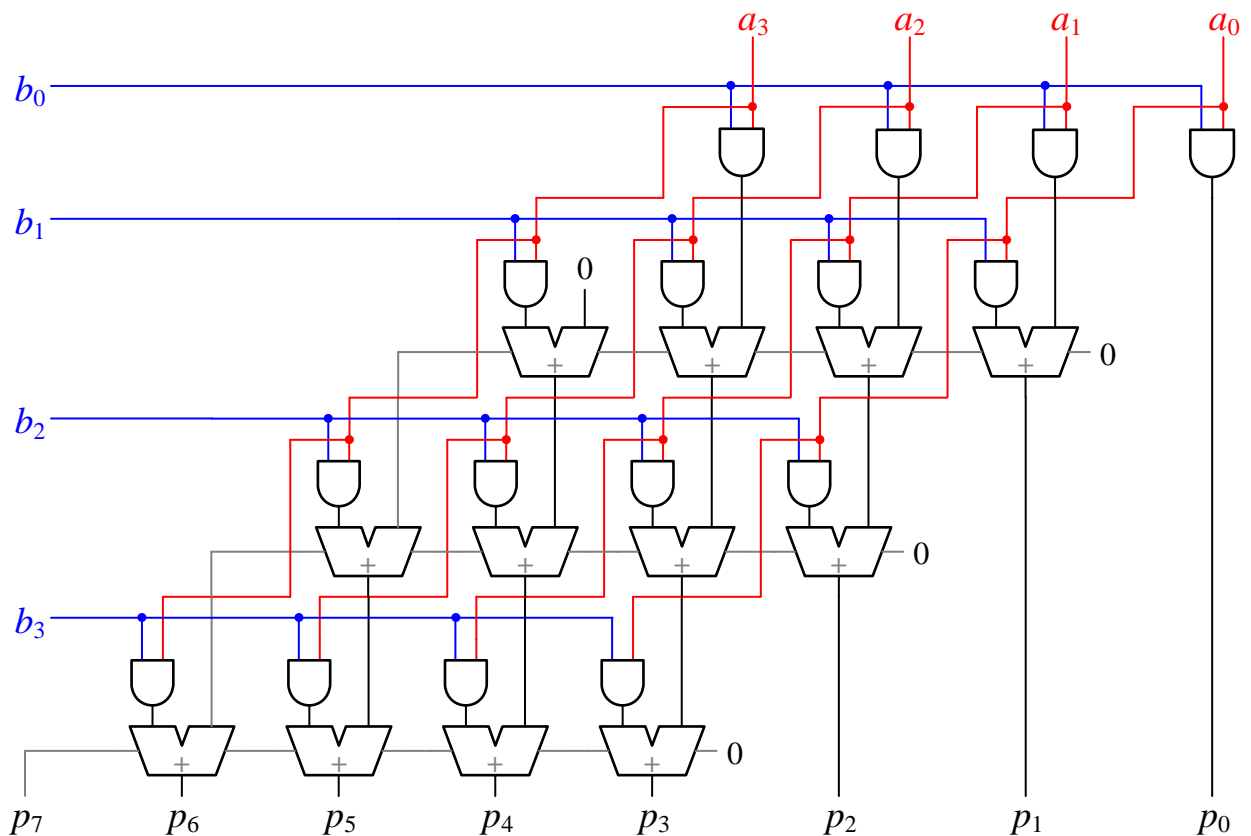 a₃ a₂ a₁ a₀
b₀
b₁
0
+ + + + 0
b₂
+ + + + 0
b₃
+ + + + 0
p₇ p₆ p₅ p₄ p₃ p₂ p₁ p₀